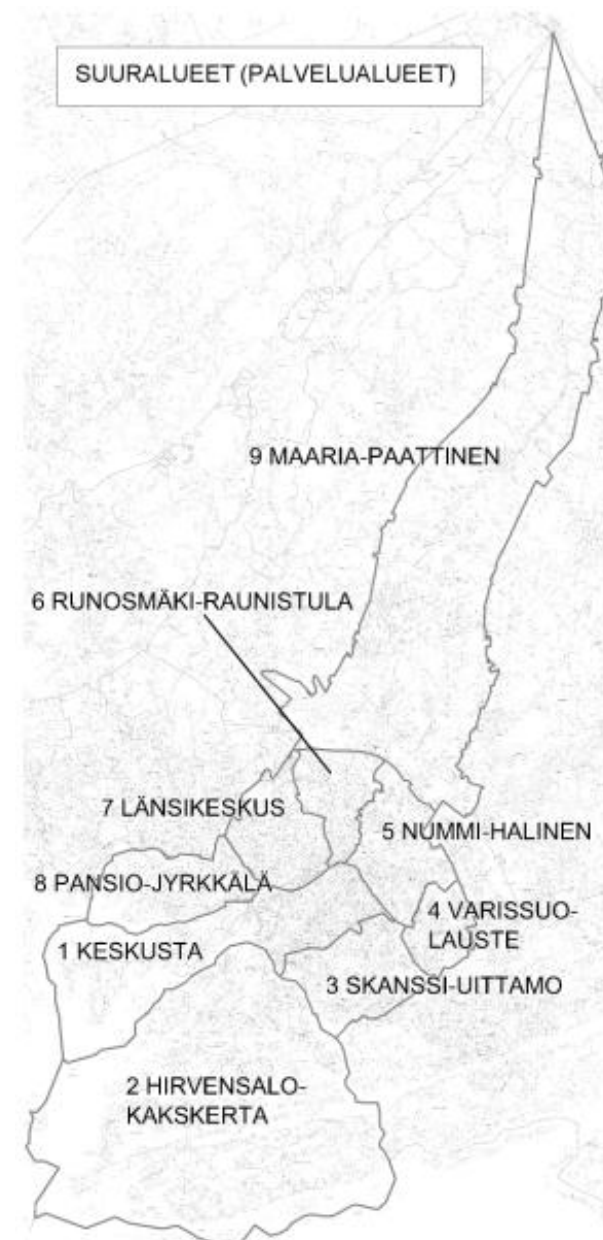 SUURALUEET (PALVELUALUEET)
9 MAARIA-PAATTINEN
6 RUNOSMÄKI-RAUNISTULA
7 LÄNSIKESKUS
5 NUMMI-HALINEN
8 PANSIO-JYRKKÄLÄ
4 VARISSUO-
LAUSTE
1 KESKUSTA
3 SKANSSI-UITTAMO
2 HIRVENSALO-
KAKSKERTA